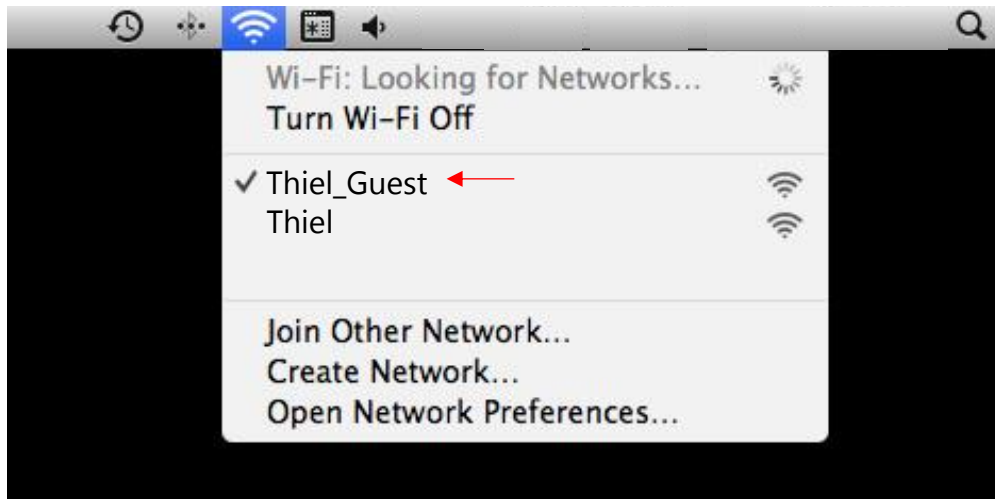 Wi-Fi: Looking for Networks...
Turn Wi-Fi Off
Thiel_Guest
Thiel
Join Other Network...
Create Network...
Open Network Preferences...